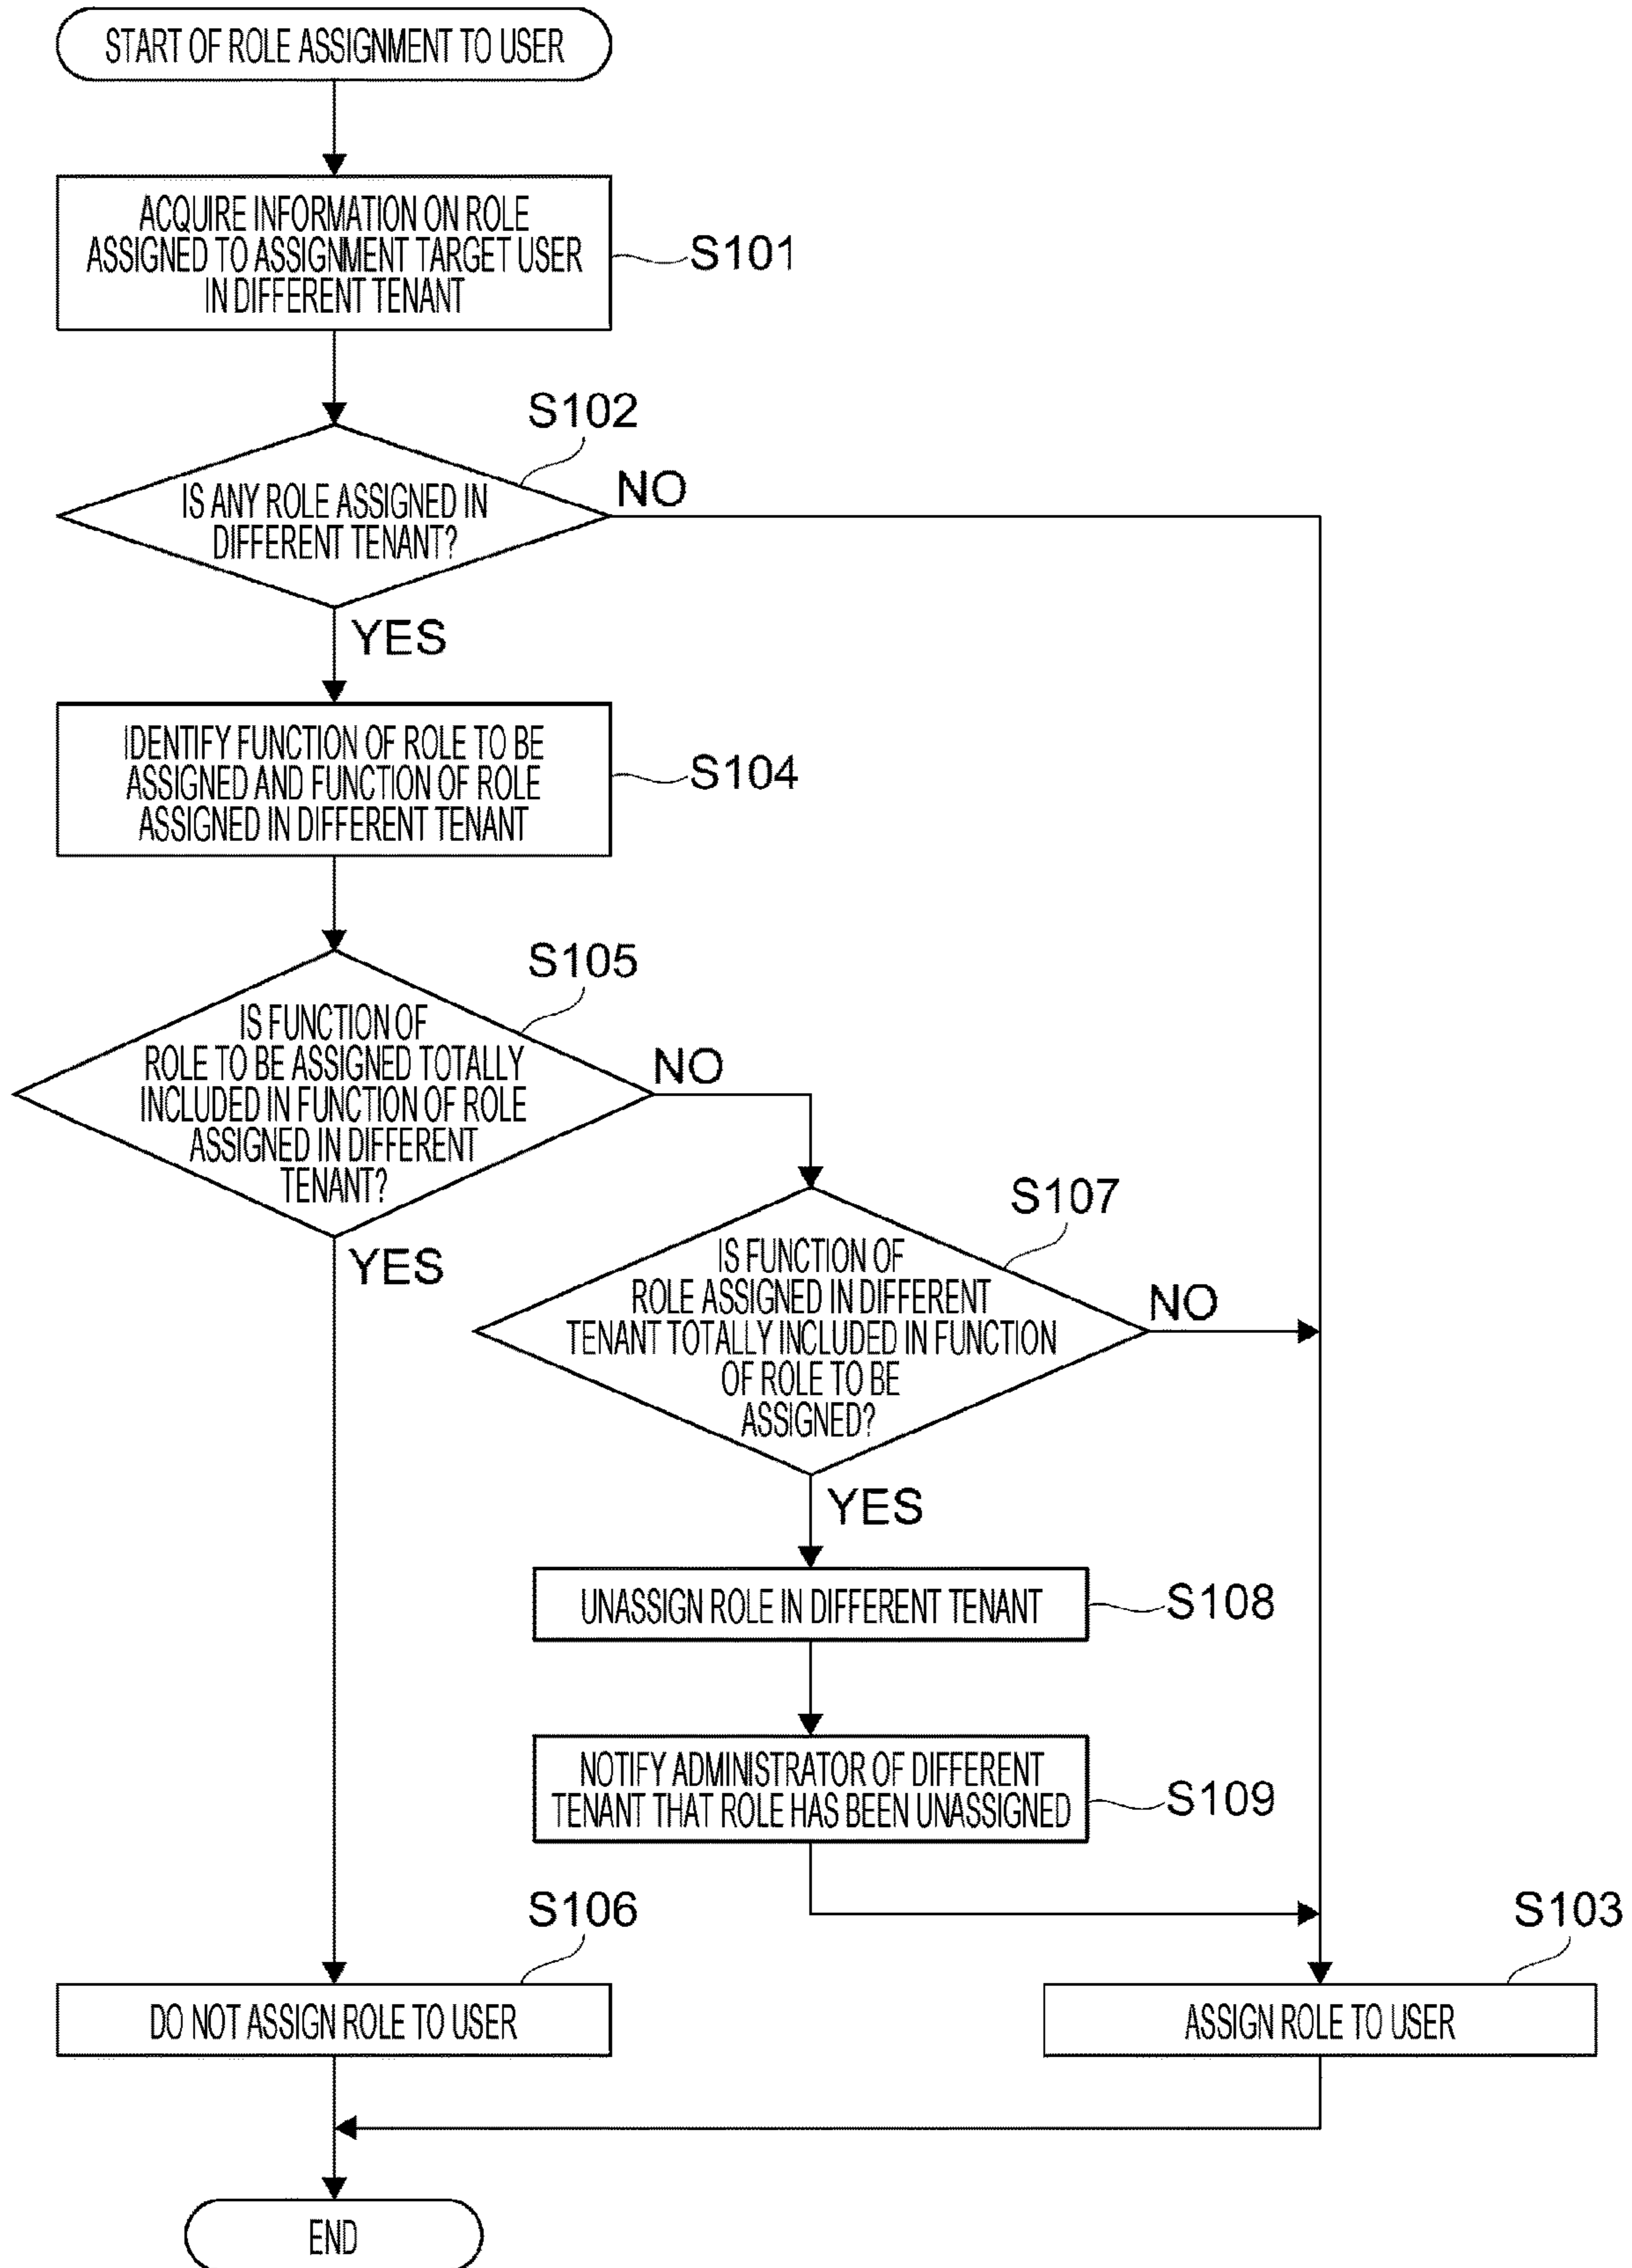 START OF ROLE ASSIGNMENT TO USER
ACQUIRE INFORMATION ON ROLE
ASSIGNED TO ASSIGNMENT TARGET USER
IN DIFFERENT TENANT
S101
S102
IS ANY ROLE ASSIGNED IN
DIFFERENT TENANT?
NO
YES
IDENTIFY FUNCTION OF ROLE TO BE
ASSIGNED AND FUNCTION OF ROLE
ASSIGNED IN DIFFERENT TENANT
S104
S105
IS FUNCTION OF
ROLE TO BE ASSIGNED TOTALLY
INCLUDED IN FUNCTION OF ROLE
ASSIGNED IN DIFFERENT
TENANT?
NO
YES
S107
IS FUNCTION OF
ROLE ASSIGNED IN DIFFERENT
TENANT TOTALLY INCLUDED IN FUNCTION
OF ROLE TO BE
ASSIGNED?
NO
YES
UNASSIGN ROLE IN DIFFERENT TENANT
S108
NOTIFY ADMINISTRATOR OF DIFFERENT
TENANT THAT ROLE HAS BEEN UNASSIGNED
S109
S106
DO NOT ASSIGN ROLE TO USER
S103
ASSIGN ROLE TO USER
END